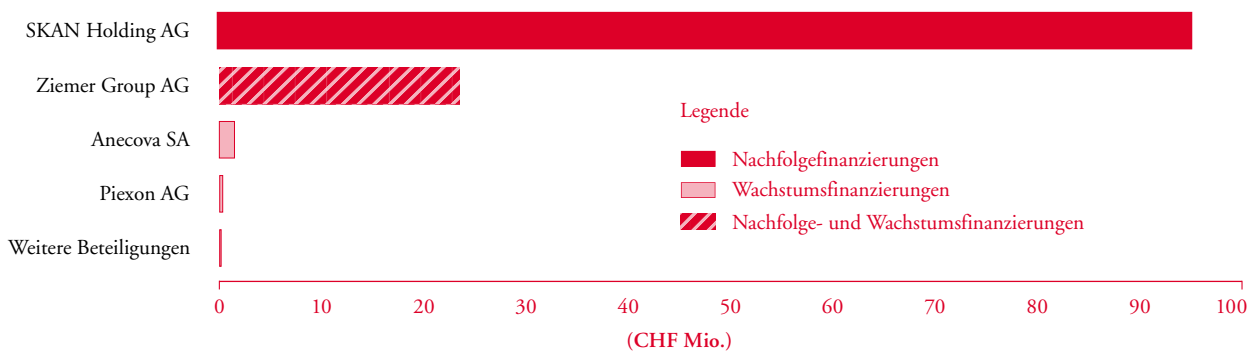 SKAN Holding AG
Ziemer Group AG
Anecova SA
Piexon AG
Weitere Beteiligungen
Legende
Nachfolgefinanzierungen
Wachstumsfinanzierungen
Nachfolge- und Wachstumsfinanzierungen
0 10 20 30 40 50 60 70 80 90 100
(CHF Mio.)